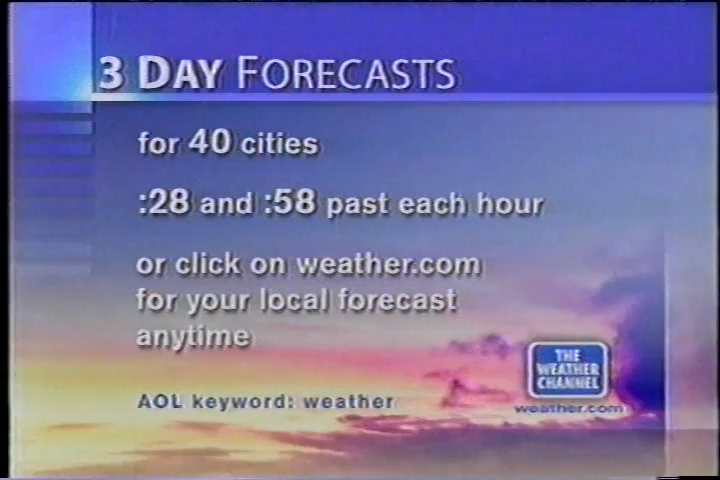 3 DAY FORECASTS
for 40 cities
:28 and :58 past each hour
or click on weather.com
for your local forecast
anytime
AOL keyword: weather
THE
WEATHER
CHANNEL
weather.com